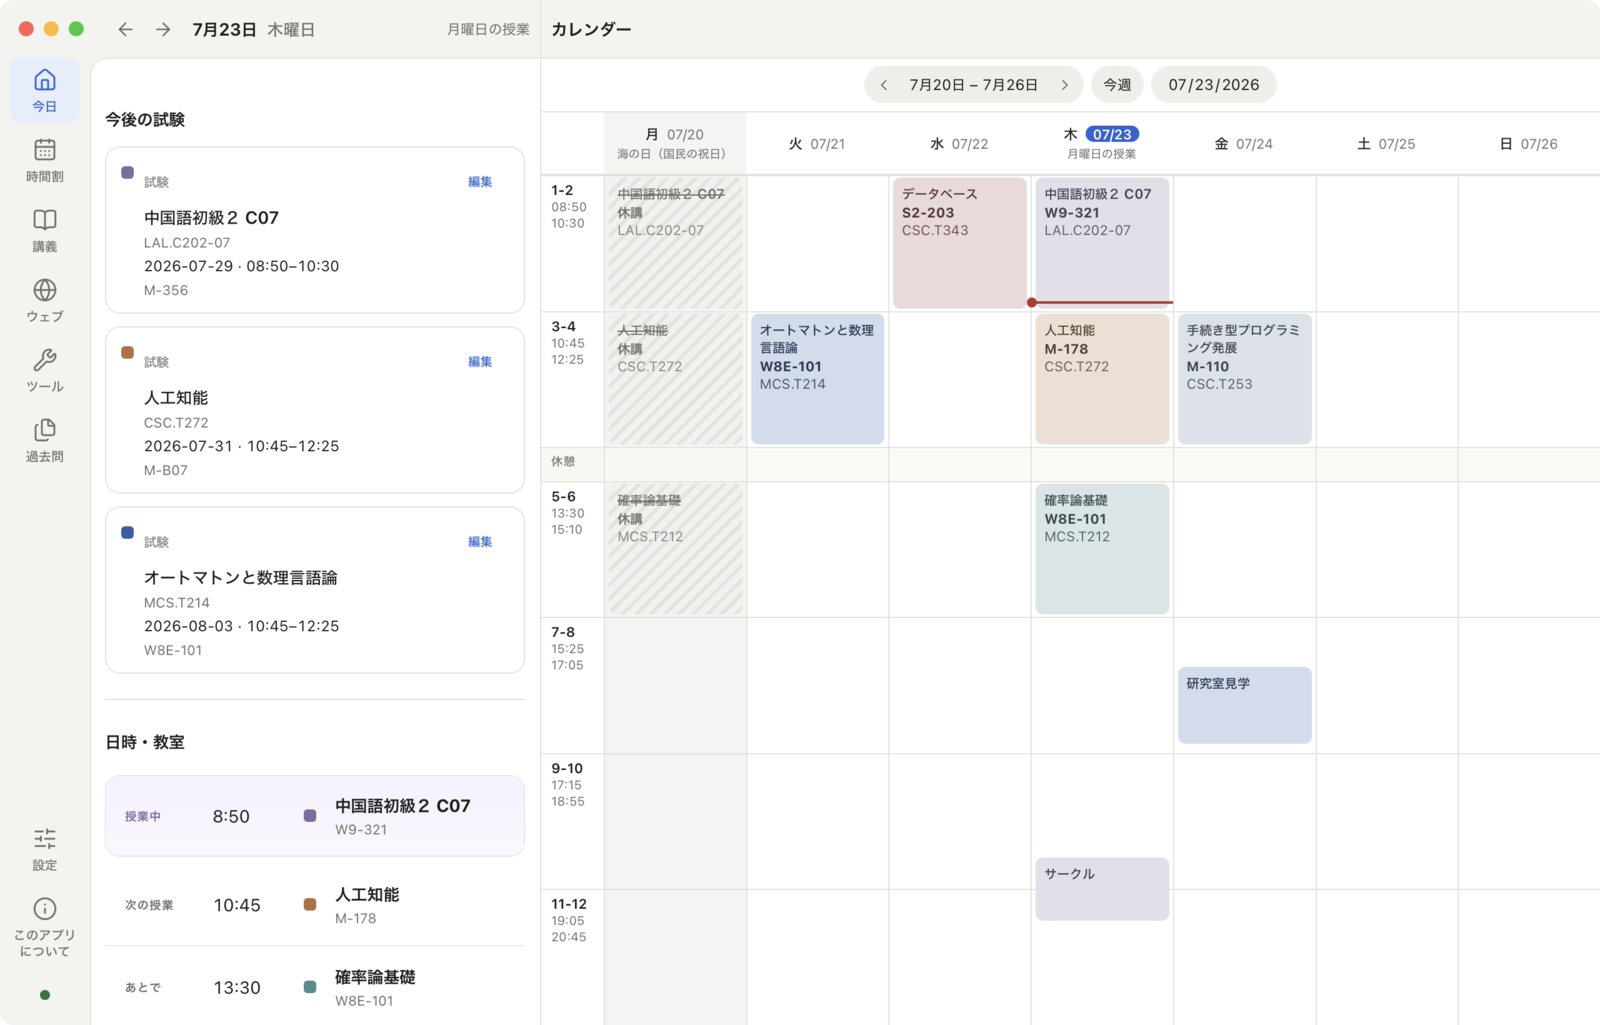 7月23日 木曜日
月曜日の授業
カレンダー
今日
時間割
講義
ウェブ
ツール
過去問
設定
このアプリ
について
今後の試験
試験
編集
中国語初級2 C07
LAL.C202-07
2026-07-29 · 08:50–10:30
M-356
試験
編集
人工知能
CSC.T272
2026-07-31 · 10:45–12:25
M-B07
試験
編集
オートマトンと数理言語論
MCS.T214
2026-08-03 · 10:45–12:25
W8E-101
日時・教室
授業中
8:50
中国語初級2 C07
W9-321
次の授業
10:45
人工知能
M-178
あとで
13:30
確率論基礎
W8E-101
7月20日 – 7月26日
今週
07/23/2026
月 07/20
海の日（国民の祝日）
火 07/21
水 07/22
木 07/23
月曜日の授業
金 07/24
土 07/25
日 07/26
1-2
08:50
10:30
中国語初級2 C07
休講
LAL.C202-07
データベース
S2-203
CSC.T343
中国語初級2 C07
W9-321
LAL.C202-07
3-4
10:45
12:25
人工知能
休講
CSC.T272
オートマトンと数理
言語論
W8E-101
MCS.T214
人工知能
M-178
CSC.T272
手続き型プログラミ
ング発展
M-110
CSC.T253
休憩
5-6
13:30
15:10
確率論基礎
休講
MCS.T212
確率論基礎
W8E-101
MCS.T212
7-8
15:25
17:05
研究室見学
9-10
17:15
18:55
サークル
11-12
19:05
20:45